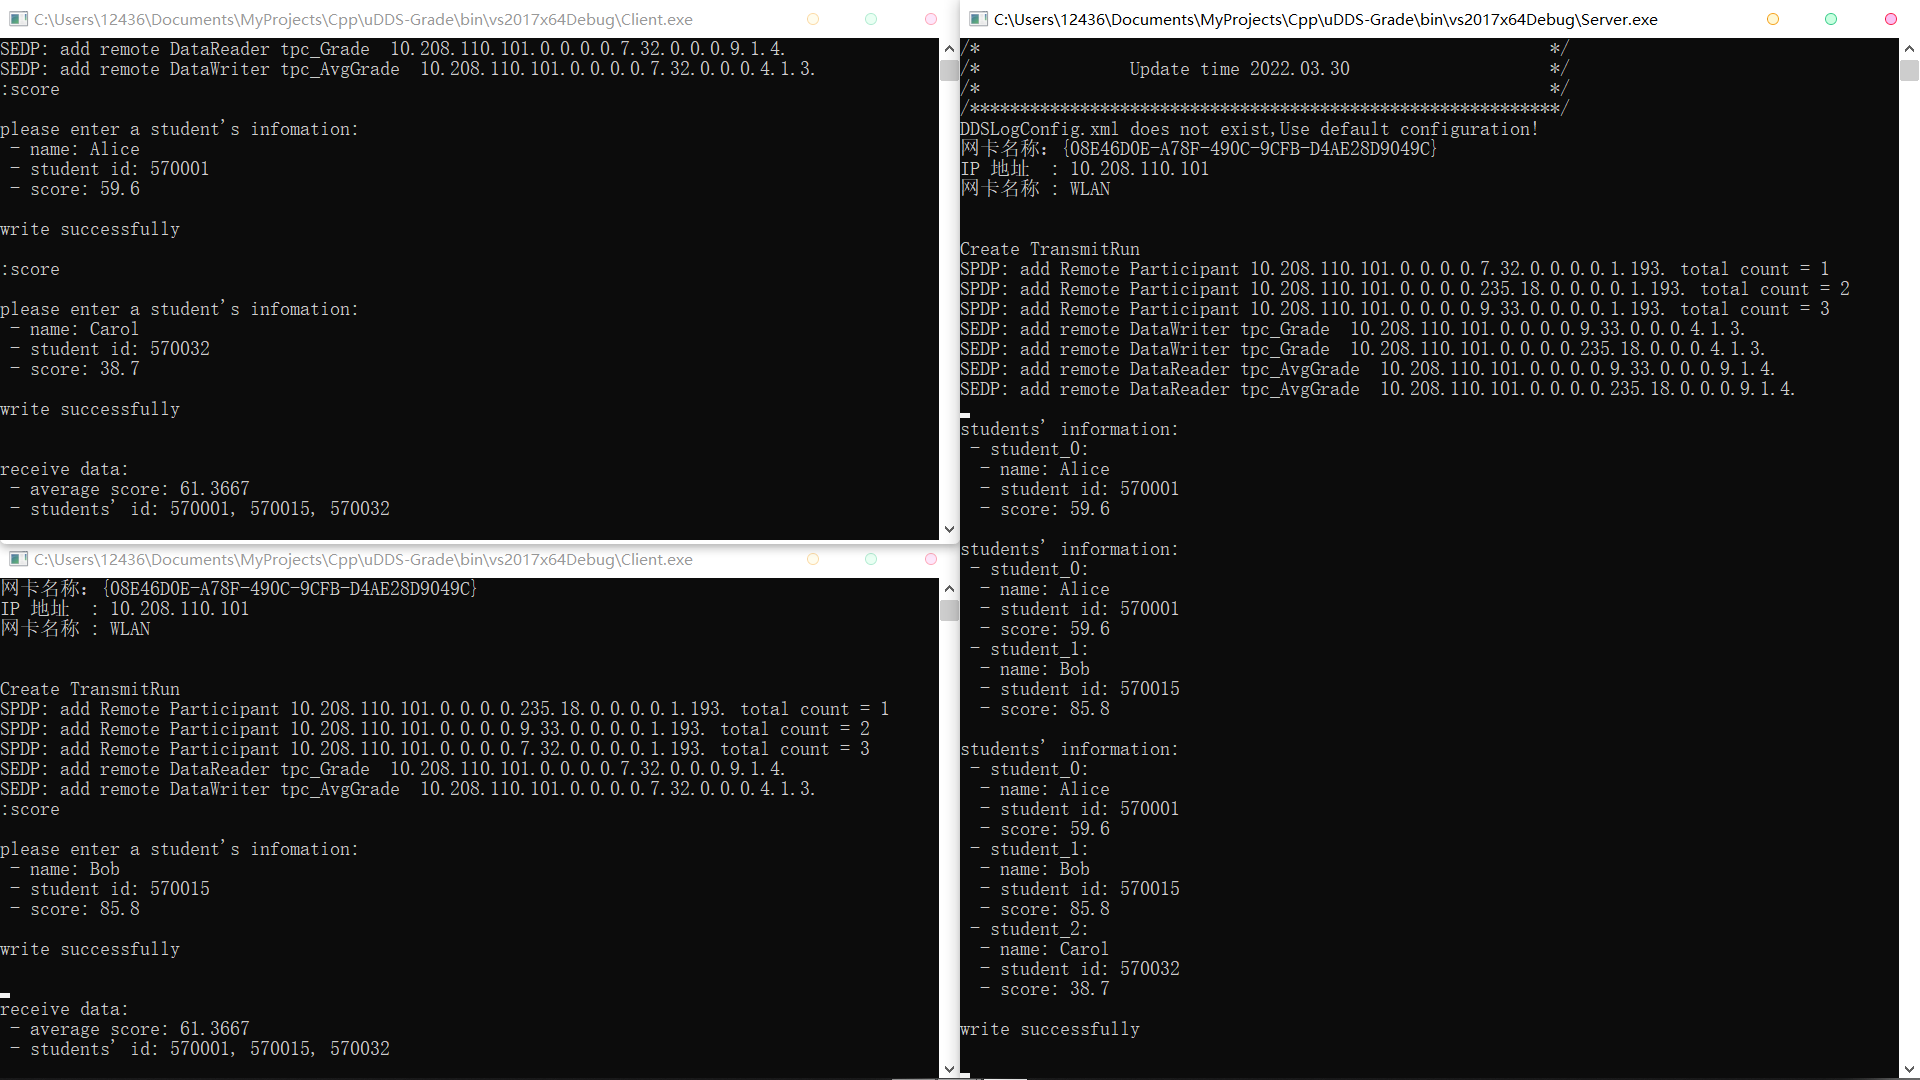 C:\Users\12436\Documents\MyProjects\Cpp\uDDS-Grade\bin\vs2017x64Debug\Client.exe
SEDP: add remote DataReader tpc_Grade  10.208.110.101.0.0.0.0.7.32.0.0.0.9.1.4.
SEDP: add remote DataWriter tpc_AvgGrade  10.208.110.101.0.0.0.0.7.32.0.0.0.4.1.3.
:score
please enter a student's infomation:
- name: Alice
- student id: 570001
- score: 59.6
write successfully
:score
please enter a student's infomation:
- name: Carol
- student id: 570032
- score: 38.7
write successfully
receive data:
- average score: 61.3667
- students' id: 570001, 570015, 570032
C:\Users\12436\Documents\MyProjects\Cpp\uDDS-Grade\bin\vs2017x64Debug\Client.exe
网卡名称: {08E46D0E-A78F-490C-9CFB-D4AE28D9049C}
IP 地址  : 10.208.110.101
网卡名称 : WLAN
Create TransmitRun
SPDP: add Remote Participant 10.208.110.101.0.0.0.0.235.18.0.0.0.0.1.193. total count = 1
SPDP: add Remote Participant 10.208.110.101.0.0.0.0.9.33.0.0.0.0.1.193. total count = 2
SPDP: add Remote Participant 10.208.110.101.0.0.0.0.7.32.0.0.0.0.1.193. total count = 3
SEDP: add remote DataReader tpc_Grade  10.208.110.101.0.0.0.0.7.32.0.0.0.9.1.4.
SEDP: add remote DataWriter tpc_AvgGrade  10.208.110.101.0.0.0.0.7.32.0.0.0.4.1.3.
:score
please enter a student's infomation:
- name: Bob
- student id: 570015
- score: 85.8
write successfully
receive data:
- average score: 61.3667
- students' id: 570001, 570015, 570032
C:\Users\12436\Documents\MyProjects\Cpp\uDDS-Grade\bin\vs2017x64Debug\Server.exe
/*                                                         */
/*               Update time 2022.03.30                    */
/*                                                         */
/***********************************************************/
DDSLogConfig.xml does not exist,Use default configuration!
网卡名称: {08E46D0E-A78F-490C-9CFB-D4AE28D9049C}
IP 地址  : 10.208.110.101
网卡名称 : WLAN
Create TransmitRun
SPDP: add Remote Participant 10.208.110.101.0.0.0.0.7.32.0.0.0.0.1.193. total count = 1
SPDP: add Remote Participant 10.208.110.101.0.0.0.0.235.18.0.0.0.0.1.193. total count = 2
SPDP: add Remote Participant 10.208.110.101.0.0.0.0.9.33.0.0.0.0.1.193. total count = 3
SEDP: add remote DataWriter tpc_Grade  10.208.110.101.0.0.0.0.9.33.0.0.0.4.1.3.
SEDP: add remote DataWriter tpc_Grade  10.208.110.101.0.0.0.0.235.18.0.0.0.4.1.3.
SEDP: add remote DataReader tpc_AvgGrade  10.208.110.101.0.0.0.0.9.33.0.0.0.9.1.4.
SEDP: add remote DataReader tpc_AvgGrade  10.208.110.101.0.0.0.0.235.18.0.0.0.9.1.4.
students' information:
- student_0:
- name: Alice
- student id: 570001
- score: 59.6
students' information:
- student_0:
- name: Alice
- student id: 570001
- score: 59.6
- student_1:
- name: Bob
- student id: 570015
- score: 85.8
students' information:
- student_0:
- name: Alice
- student id: 570001
- score: 59.6
- student_1:
- name: Bob
- student id: 570015
- score: 85.8
- student_2:
- name: Carol
- student id: 570032
- score: 38.7
write successfully